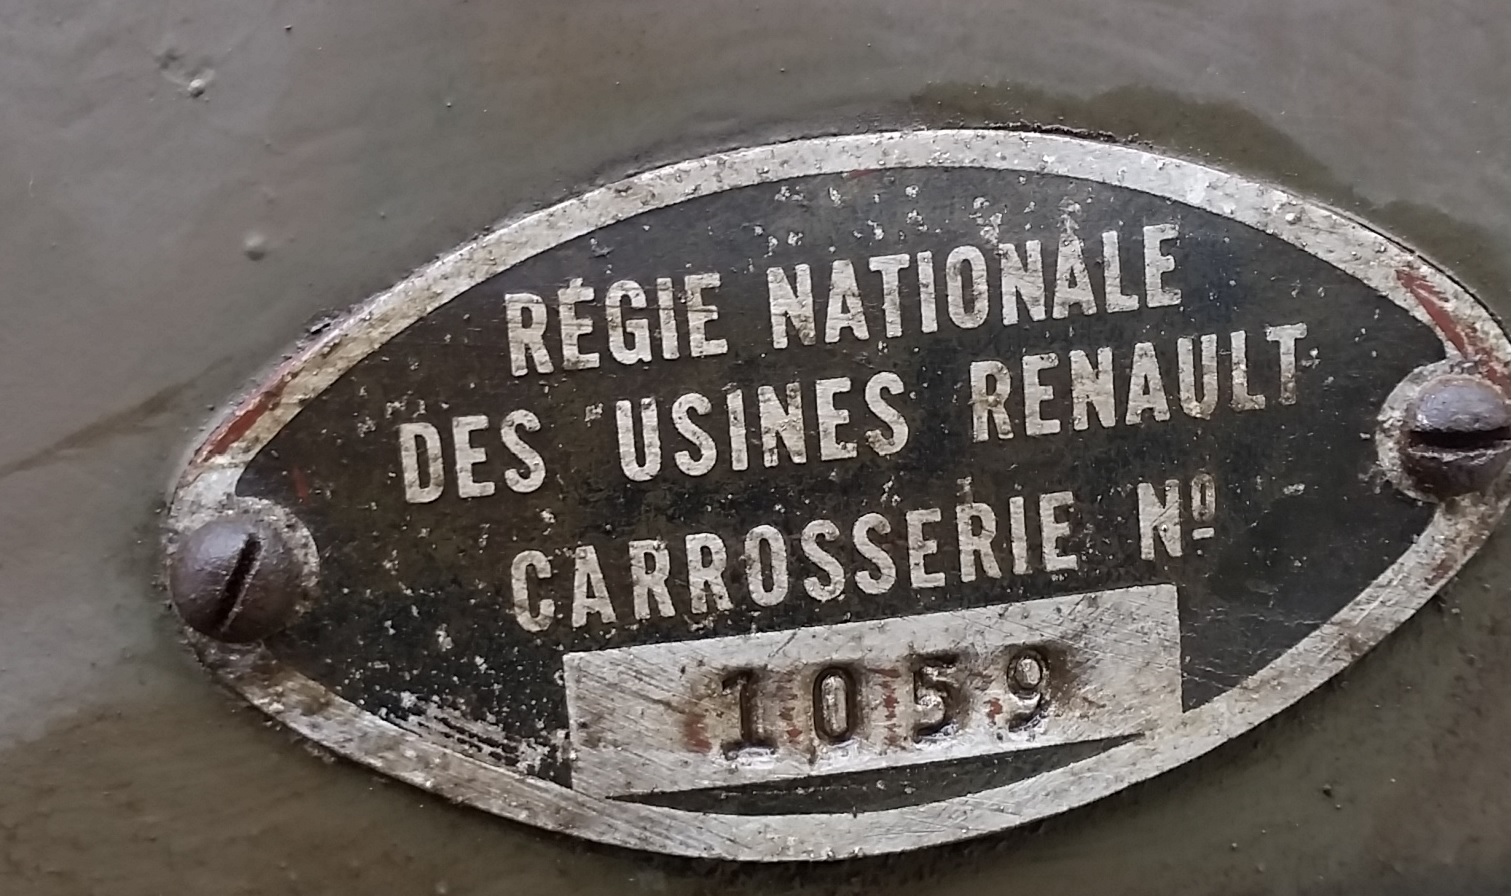 RÉGIE NATIONALE
DES USINES RENAULT
CARROSSERIE Nº
1059